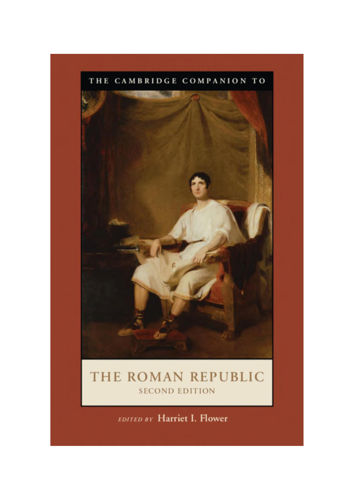 THE CAMBRIDGE COMPANION TO
THE ROMAN REPUBLIC
SECOND EDITION
EDITED BY Harriet I. Flower